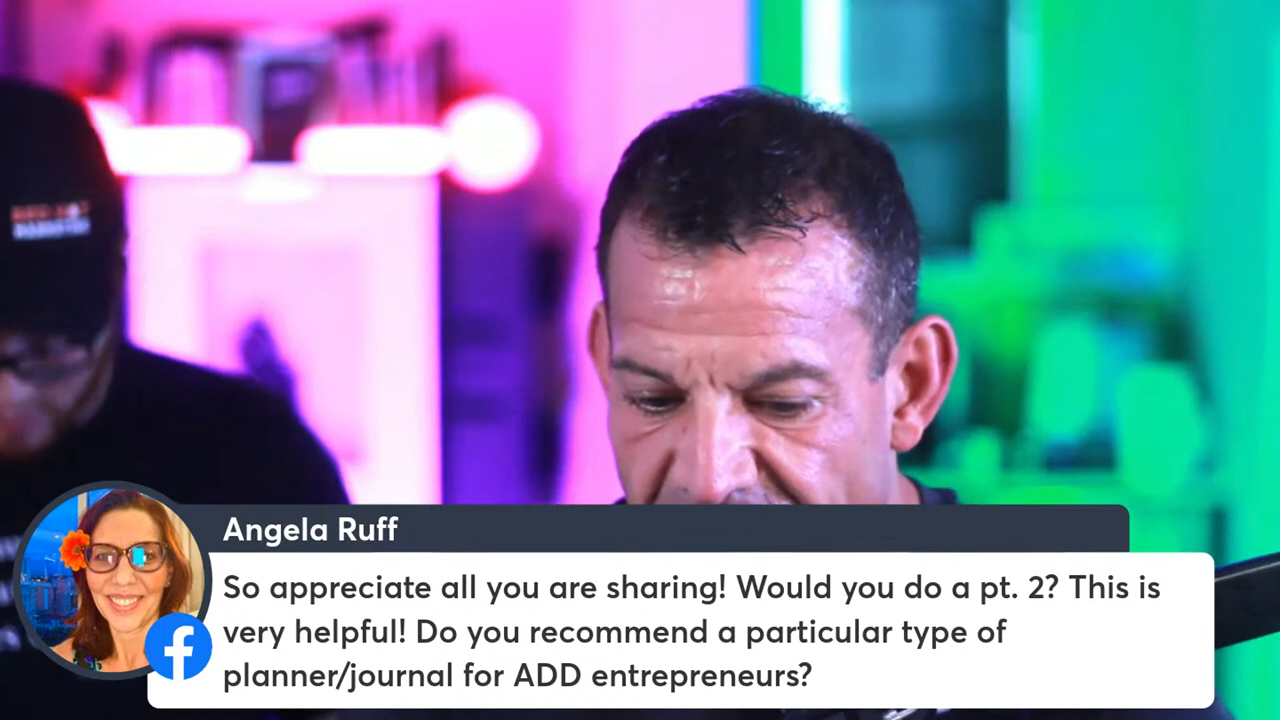 Angela Ruff
So appreciate all you are sharing! Would you do a pt. 2? This is
very helpful! Do you recommend a particular type of
planner/journal for ADD entrepreneurs?